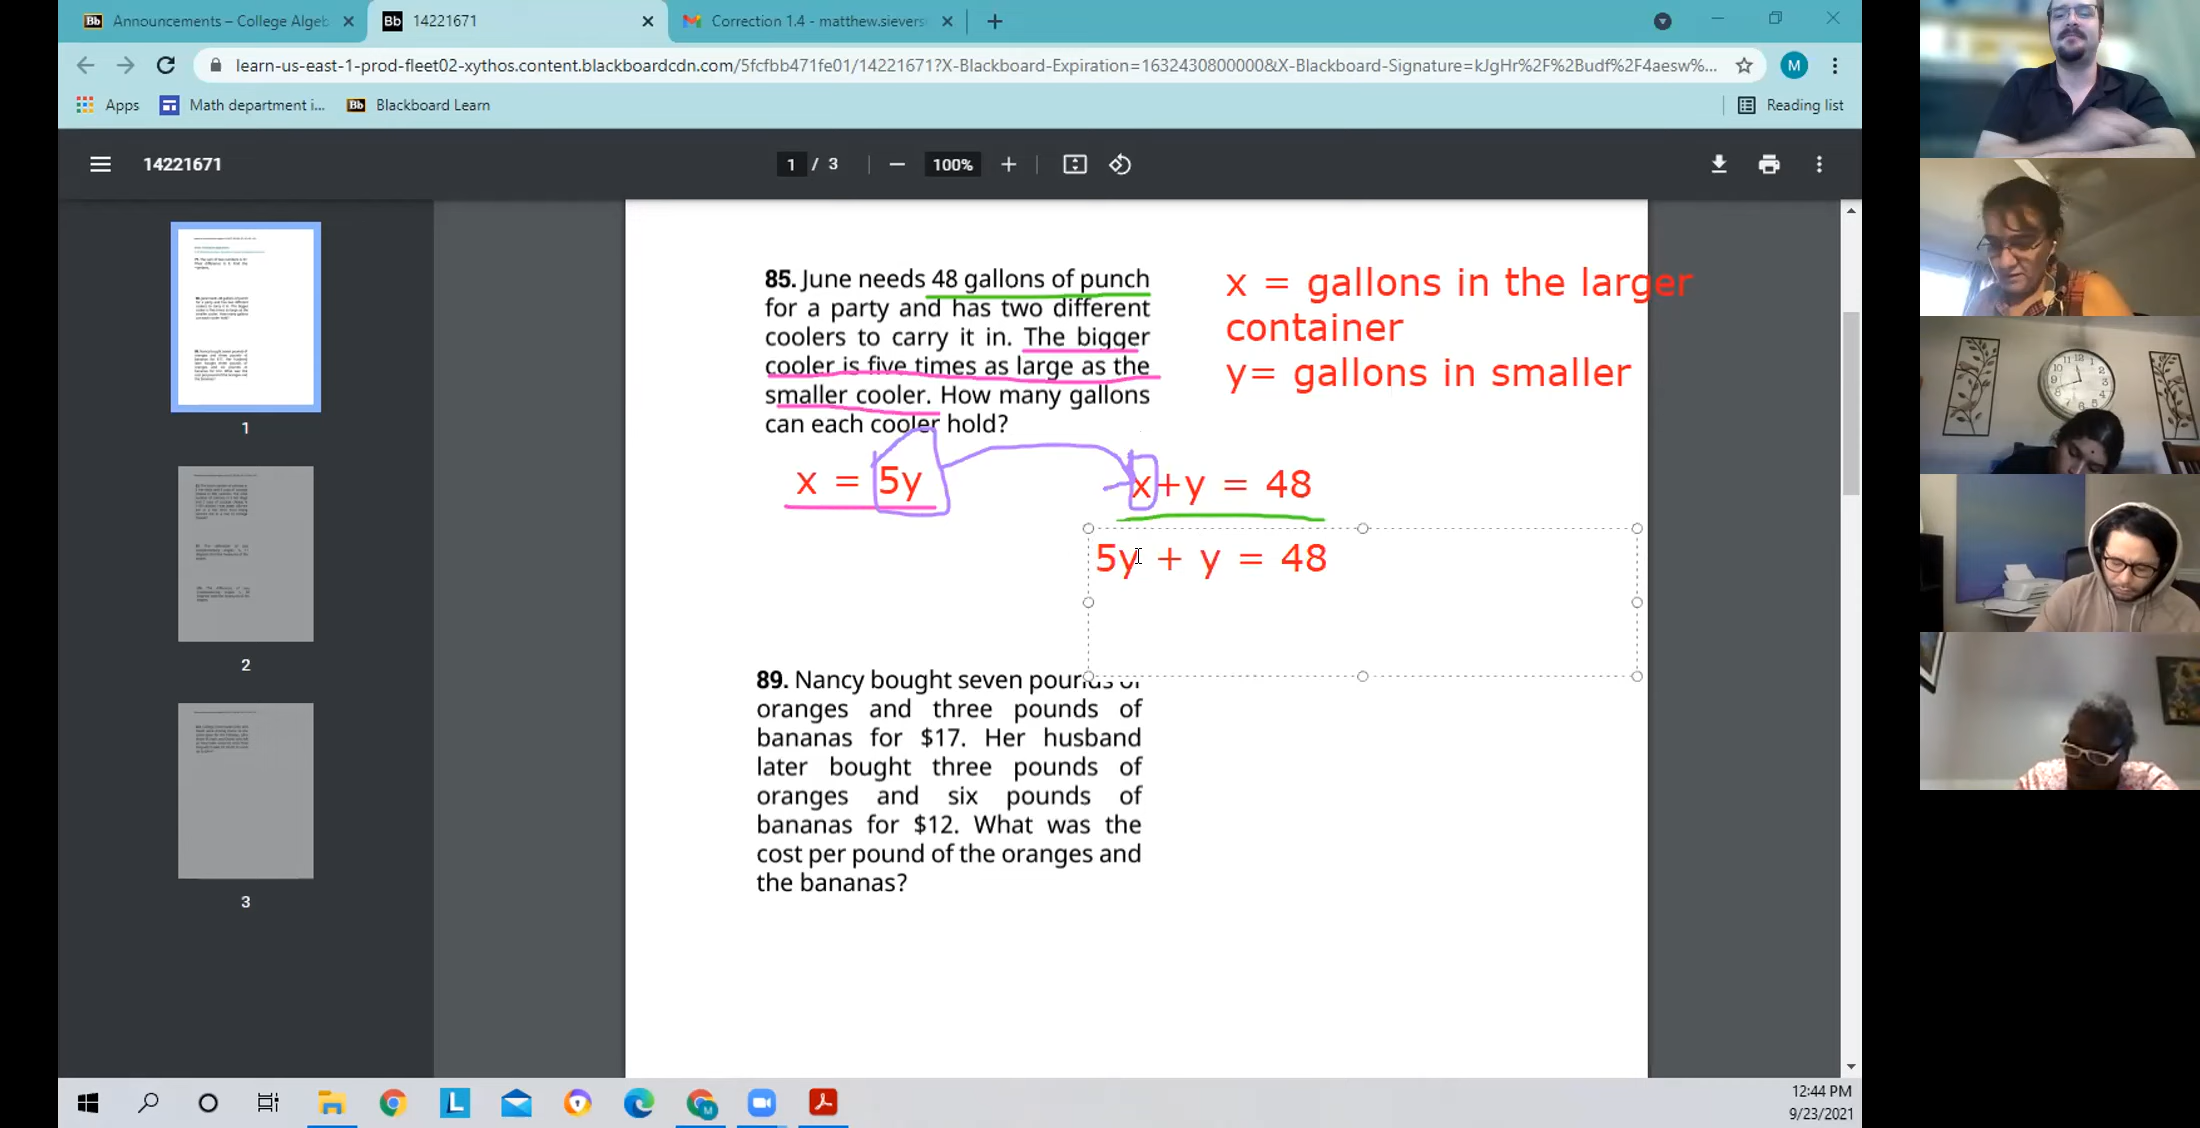 Announcements – College Algeb
14221671
Correction 1.4 - matthew.sievers
learn-us-east-1-prod-fleet02-xythos.content.blackboardcdn.com/5fcfbb471fe01/14221671?X-Blackboard-Expiration=1632430800000&X-Blackboard-Signature=kJgHr%2F%2Budf%2F4aesw%...
M
Apps
Math department i...
Bb Blackboard Learn
Reading list
14221671
1 / 3
100%
1
2
3
85. June needs 48 gallons of punch
for a party and has two different
coolers to carry it in. The bigger
cooler is five times as large as the
smaller cooler. How many gallons
can each cooler hold?
x = gallons in the larger
container
y= gallons in smaller
x = 5y
x+y = 48
5y + y = 48
89. Nancy bought seven pounds of
oranges and three pounds of
bananas for $17. Her husband
later bought three pounds of
oranges and six pounds of
bananas for $12. What was the
cost per pound of the oranges and
the bananas?
12:44 PM
9/23/2021